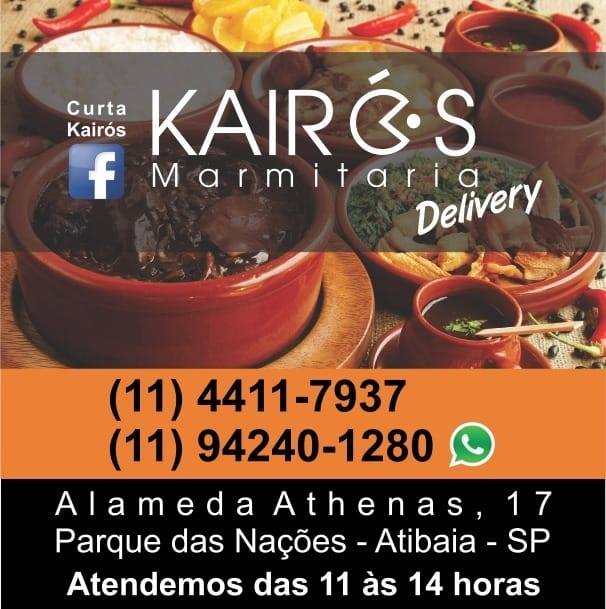 Curta
Kairós
KAIRÓS
Marmitaria
Delivery
(11) 4411-7937
(11) 94240-1280
Alameda Athenas, 17
Parque das Nações - Atibaia - SP
Atendemos das 11 às 14 horas